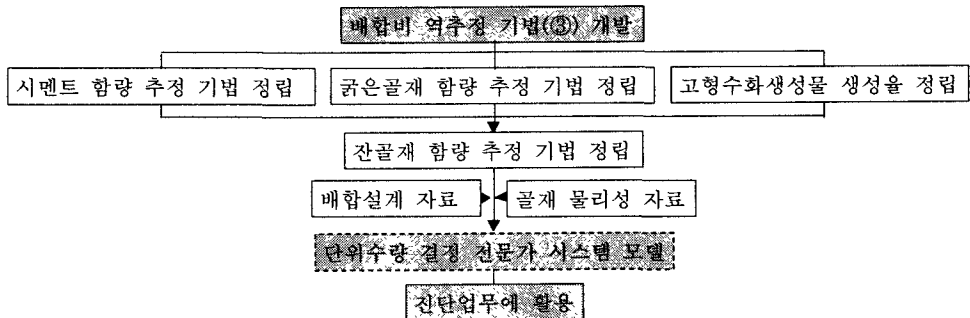 배합비 역추정 기법(③) 개발
시멘트 함량 추정 기법 정립
굵은골재 함량 추정 기법 정립
고형수화생성물 생성율 정립
잔골재 함량 추정 기법 정립
배합설계 자료
골재 물리성 자료
단위수량 결정 전문가 시스템 모델
진단업무에 활용